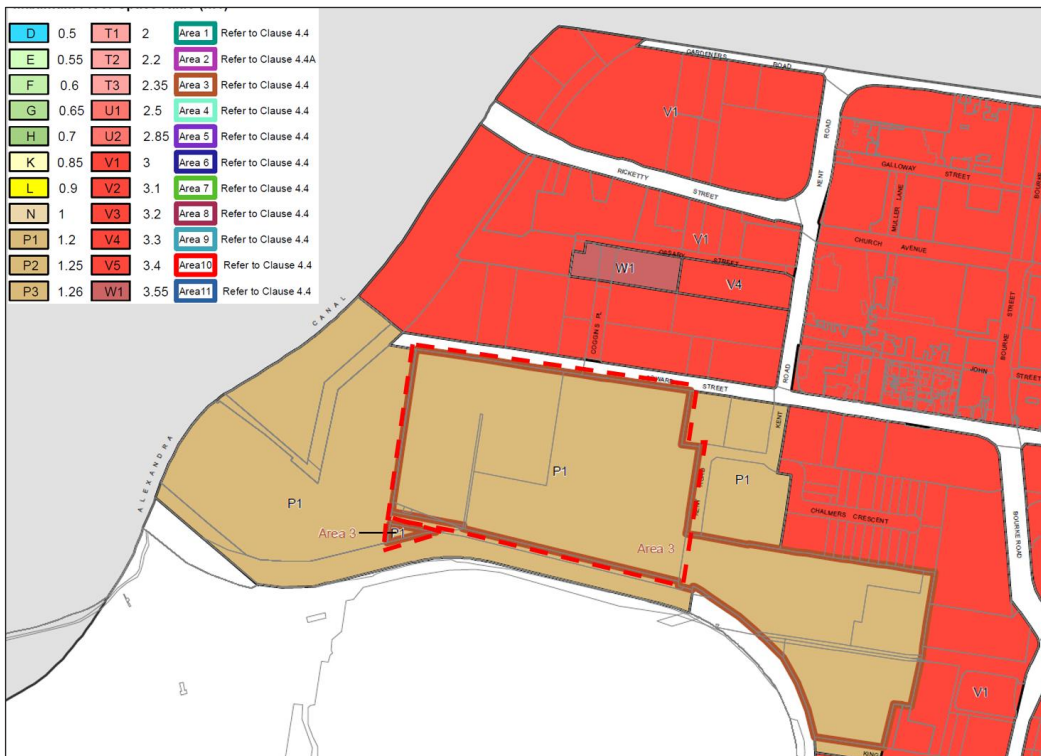 D 0.5 T1 2 Area 1 Refer to Clause 4.4
E 0.55 T2 2.2 Area 2 Refer to Clause 4.4A
F 0.6 T3 2.35 Area 3 Refer to Clause 4.4
G 0.65 U1 2.5 Area 4 Refer to Clause 4.4
H 0.7 U2 2.85 Area 5 Refer to Clause 4.4
K 0.85 V1 3 Area 6 Refer to Clause 4.4
L 0.9 V2 3.1 Area 7 Refer to Clause 4.4
N 1 V3 3.2 Area 8 Refer to Clause 4.4
P1 1.2 V4 3.3 Area 9 Refer to Clause 4.4
P2 1.25 V5 3.4 Area10 Refer to Clause 4.4
P3 1.26 W1 3.55 Area11 Refer to Clause 4.4
GARDENERS ROAD
V1
KENT ROAD
RICKETTY STREET
GALLOWAY STREET
MULLER LANE
BOURKE
CHURCH AVENUE
V1
STREET
W1
V4
COGGINS PL
BOURKE STREET
JOHN STREET
ROAD
ALEXANDRA CANAL
STREET
KENT
P1
P1
P1
ROAD
P1
Area 3
Area 3
CHALMERS CRESCENT
BOURKE ROAD
V1
KING